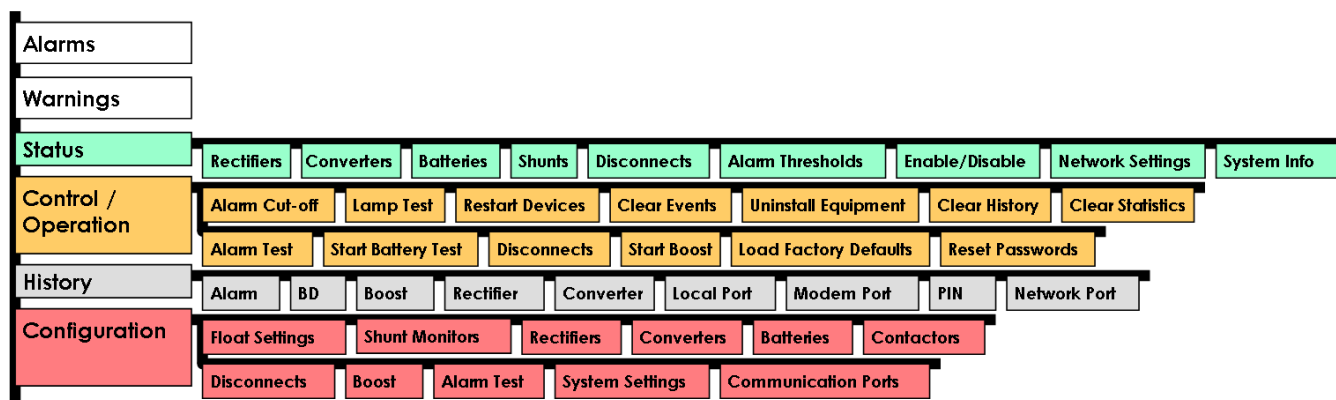 Alarms
Warnings
Status
Rectifiers Converters Batteries Shunts Disconnects Alarm Thresholds Enable/Disable Network Settings System Info
Control /
Operation
Alarm Cut-off Lamp Test Restart Devices Clear Events Uninstall Equipment Clear History Clear Statistics
Alarm Test Start Battery Test Disconnects Start Boost Load Factory Defaults Reset Passwords
History
Alarm BD Boost Rectifier Converter Local Port Modem Port PIN Network Port
Configuration
Float Settings Shunt Monitors Rectifiers Converters Batteries Contactors
Disconnects Boost Alarm Test System Settings Communication Ports